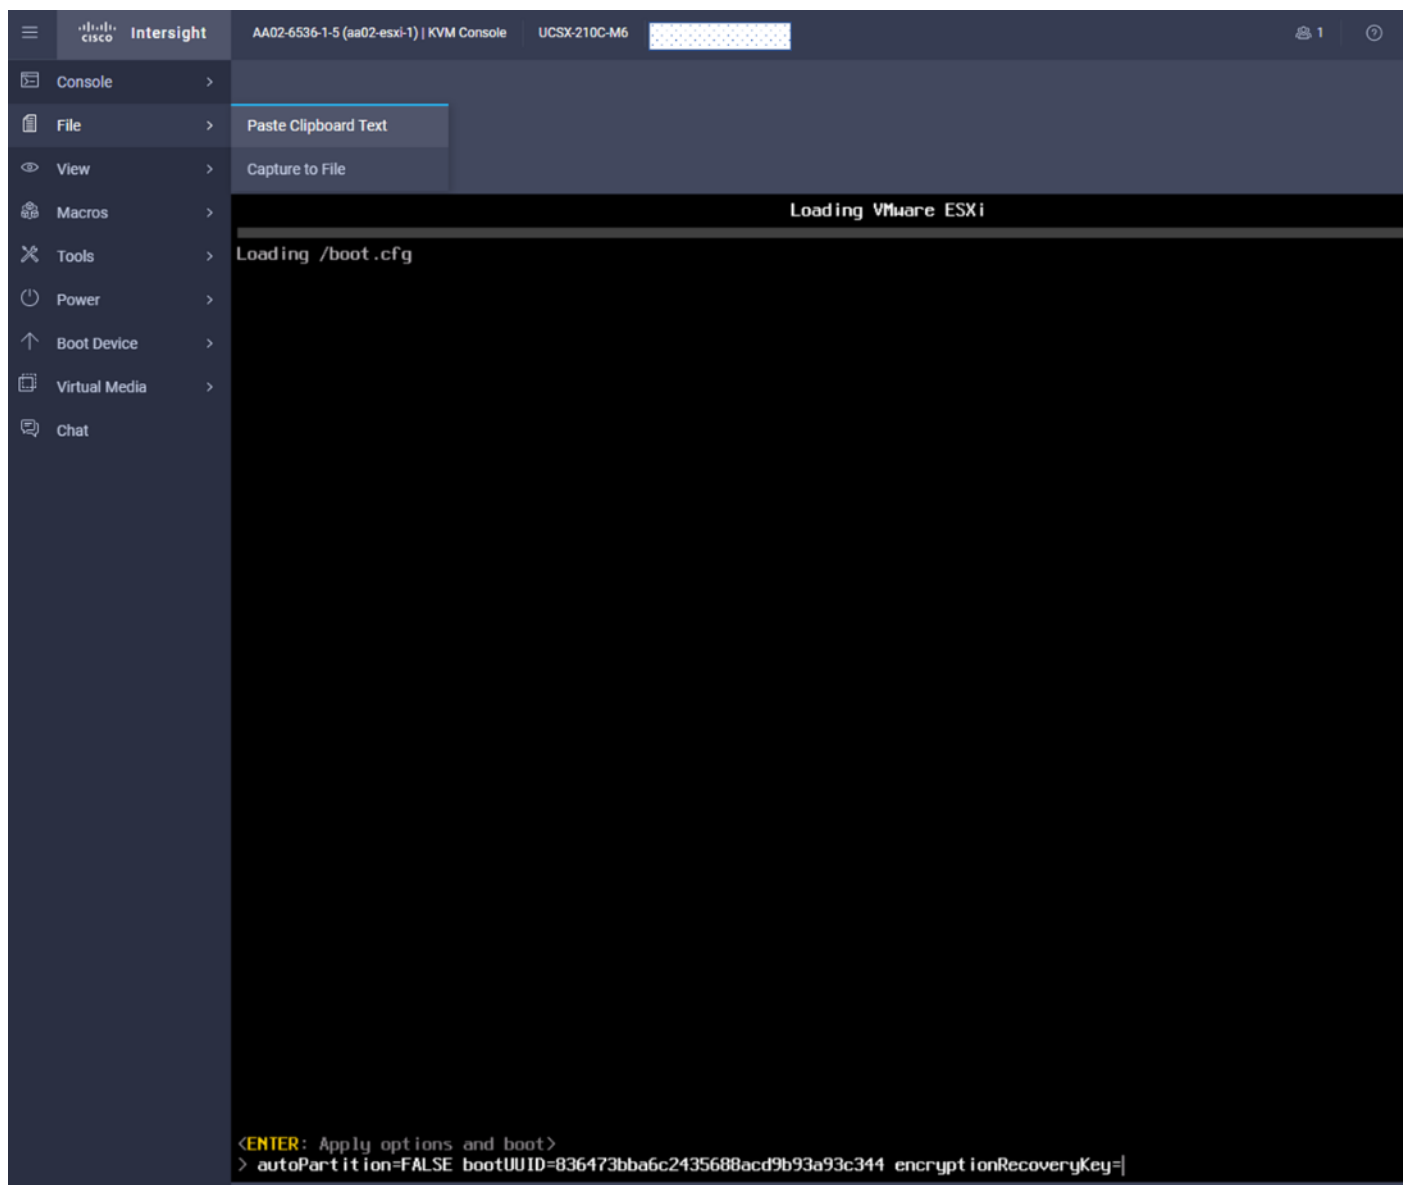 cisco Intersight AA02-6536-1-5 (aa02-esxi-1) | KVM Console UCSX-210C-M6 1 ?
Console >
File > Paste Clipboard Text
View > Capture to File
Macros > Loading VMware ESXi
Tools > Loading /boot.cfg
Power >
Boot Device >
Virtual Media >
Chat
<ENTER: Apply options and boot>
> autoPartition=FALSE bootUUID=836473bba6c2435688acd9b93a93c344 encryptionRecoveryKey=